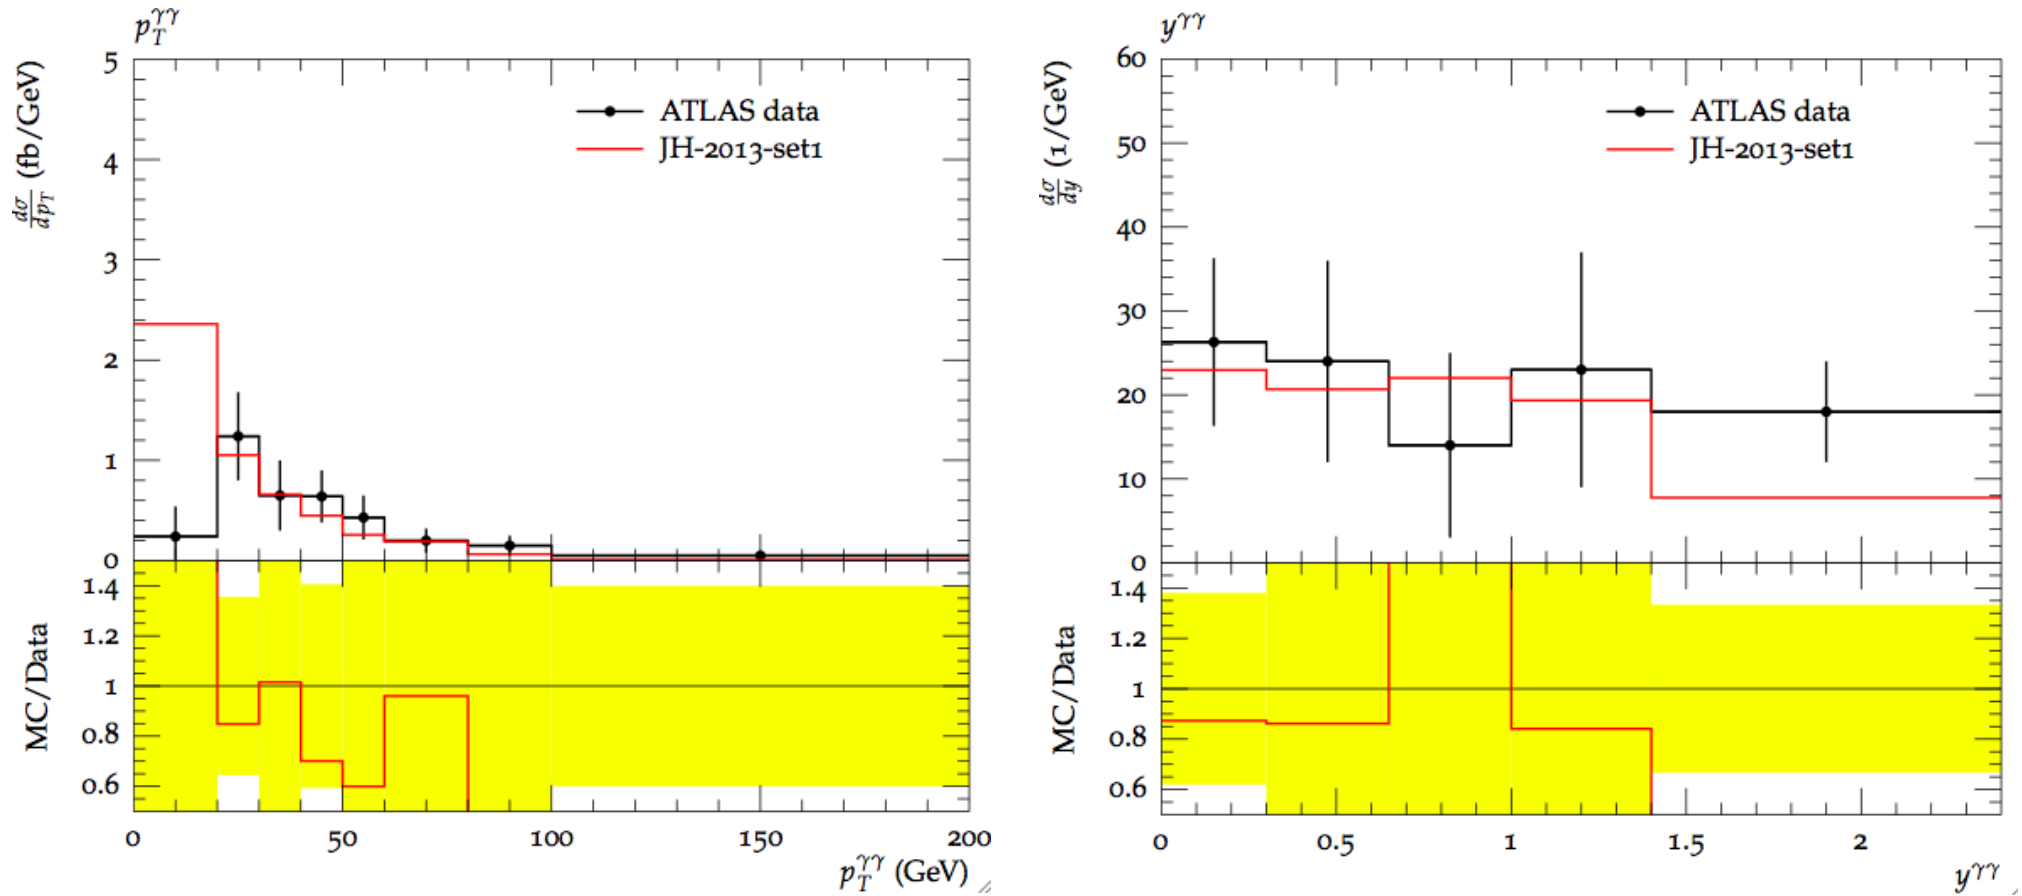 p_T^γγ
dσ/dp_T (fb/GeV)
5
4
3
2
1
0
ATLAS data
JH-2013-set1
MC/Data
1.4
1.2
1
0.8
0.6
0 50 100 150 200
p_T^γγ (GeV)
y^γγ
dσ/dy (1/GeV)
60
50
40
30
20
10
0
ATLAS data
JH-2013-set1
MC/Data
1.4
1.2
1
0.8
0.6
0 0.5 1 1.5 2
y^γγ